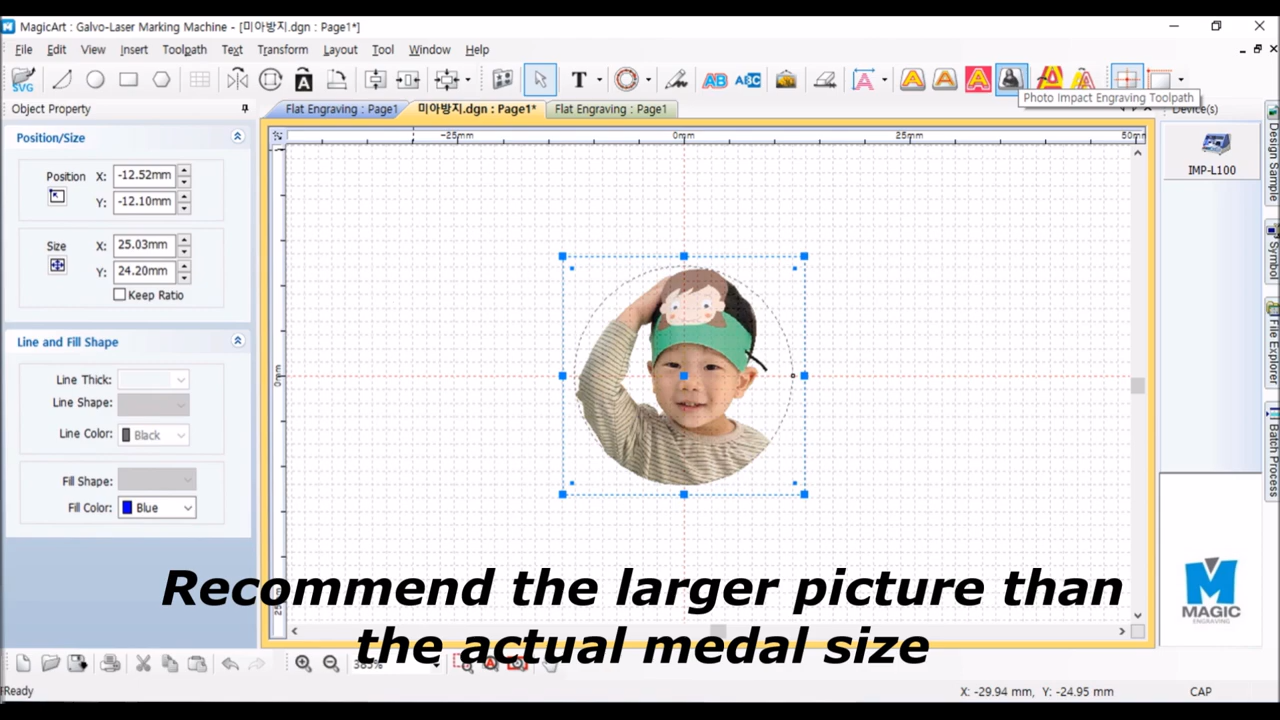 MagicArt : Galvo-Laser Marking Machine - [미아방지.dgn : Page1*]
File Edit View Insert Toolpath Text Transform Layout Tool Window Help
SVG A T AB ABC A A A A A A
Photo Impact Engraving Toolpath
Object Property
Flat Engraving : Page1 미아방지.dgn : Page1* Flat Engraving : Page1
Device(s)
-25mm 0mm 25mm 50mm
Position/Size
Position X: -12.52mm
Y: -12.10mm
Size X: 25.03mm
Y: 24.20mm
Keep Ratio
Line and Fill Shape
Line Thick:
Line Shape:
Line Color: Black
Fill Shape:
Fill Color: Blue
0mm
IMP-L100
Design Sample
Symbol
File Explorer
Batch Process
MAGIC
ENGRAVING
Recommend the larger picture than
the actual medal size
Ready
X: -29.94 mm, Y: -24.95 mm CAP